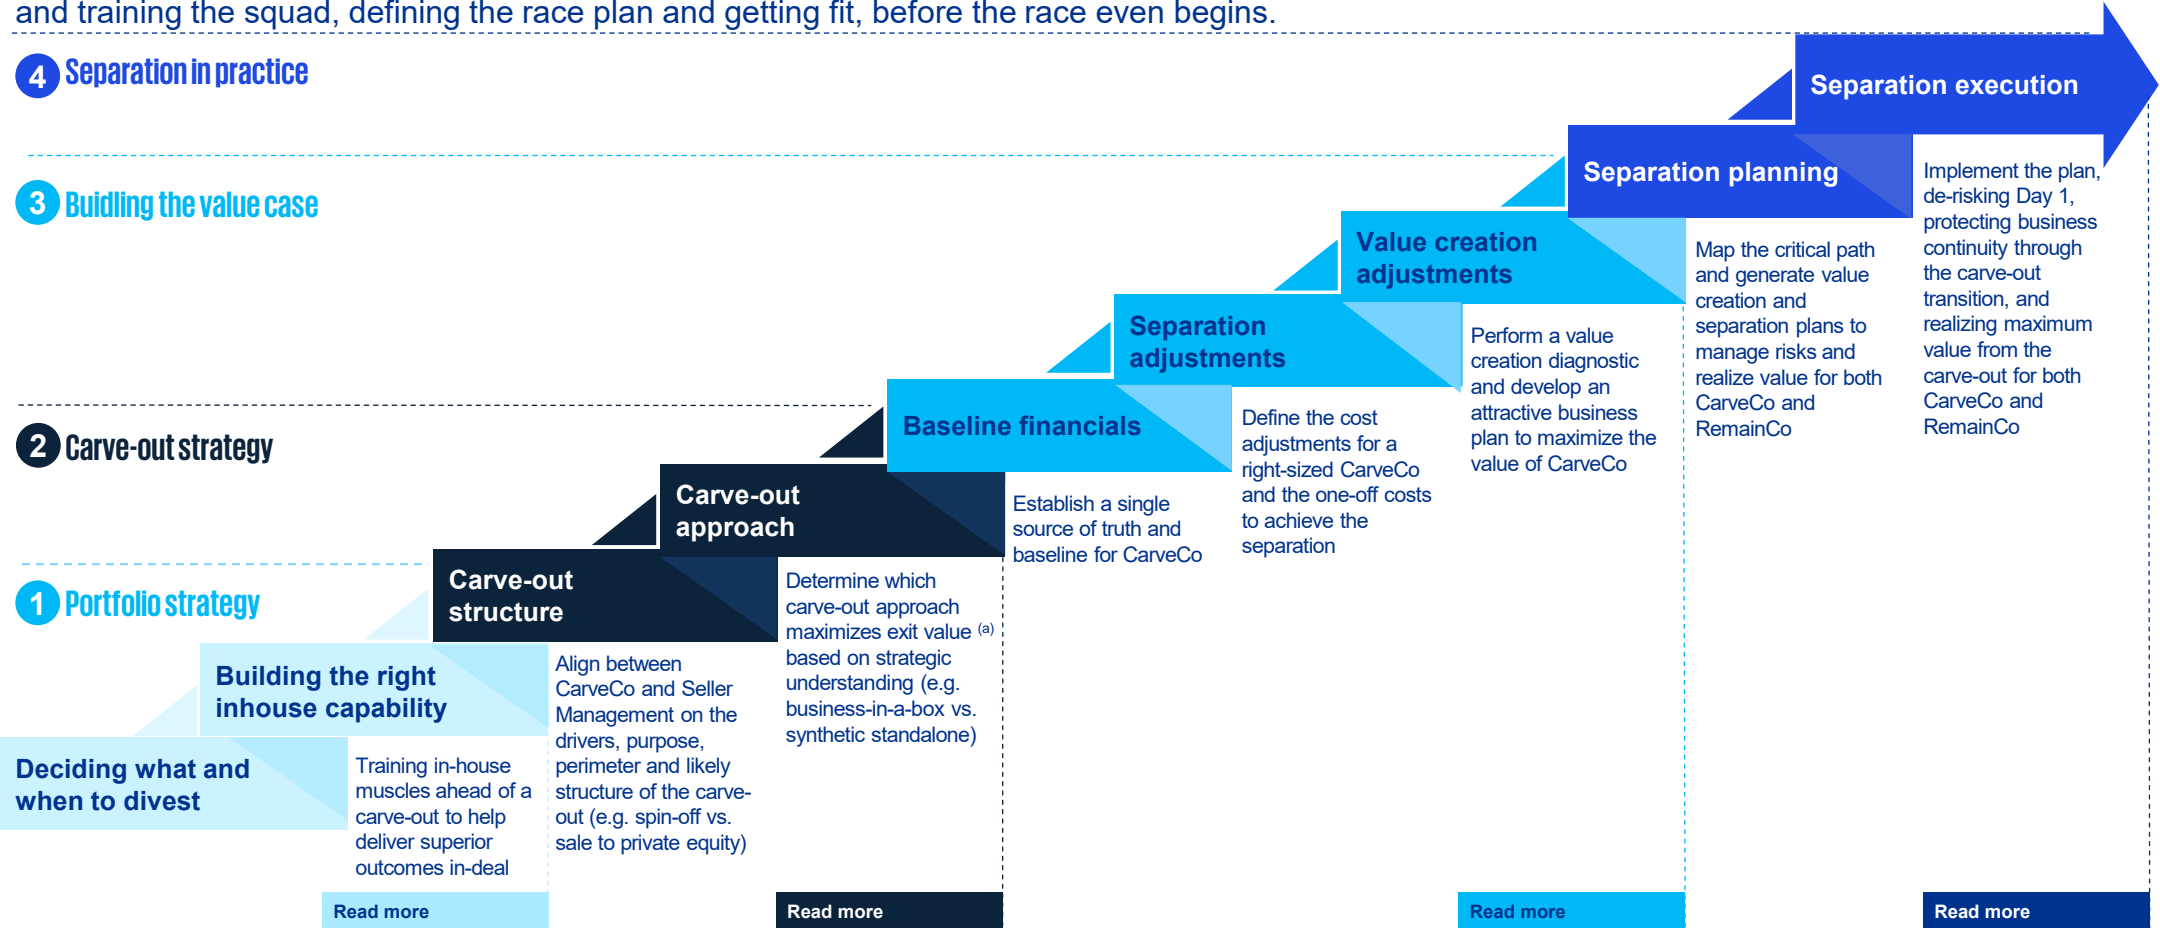 and training the squad, defining the race plan and getting fit, before the race even begins.
4 Separation in practice
Separation execution
Implement the plan,
de-risking Day 1,
protecting business
continuity through
the carve-out
transition, and
realizing maximum
value from the
carve-out for both
CarveCo and
RemainCo
Separation planning
Map the critical path
and generate value
creation and
separation plans to
manage risks and
realize value for both
CarveCo and
RemainCo
3 Buidling the value case
Value creation
adjustments
Perform a value
creation diagnostic
and develop an
attractive business
plan to maximize the
value of CarveCo
Separation
adjustments
Define the cost
adjustments for a
right-sized CarveCo
and the one-off costs
to achieve the
separation
Baseline financials
Establish a single
source of truth and
baseline for CarveCo
2 Carve-out strategy
Carve-out
approach
Determine which
carve-out approach
maximizes exit value (a)
based on strategic
understanding (e.g.
business-in-a-box vs.
synthetic standalone)
Carve-out
structure
Align between
CarveCo and Seller
Management on the
drivers, purpose,
perimeter and likely
structure of the carve-
out (e.g. spin-off vs.
sale to private equity)
1 Portfolio strategy
Building the right
inhouse capability
Training in-house
muscles ahead of a
carve-out to help
deliver superior
outcomes in-deal
Deciding what and
when to divest
Read more
Read more
Read more
Read more